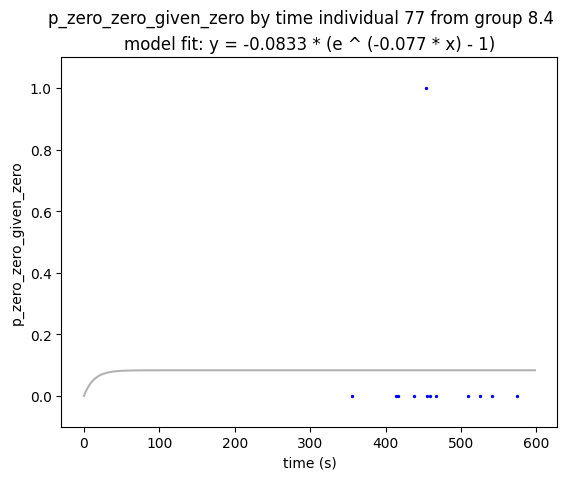 p_zero_zero_given_zero by time individual 77 from group 8.4
model fit: y = -0.0833 * (e ^ (-0.077 * x) - 1)
p_zero_zero_given_zero
1.0
0.8
0.6
0.4
0.2
0.0
0 100 200 300 400 500 600
time (s)